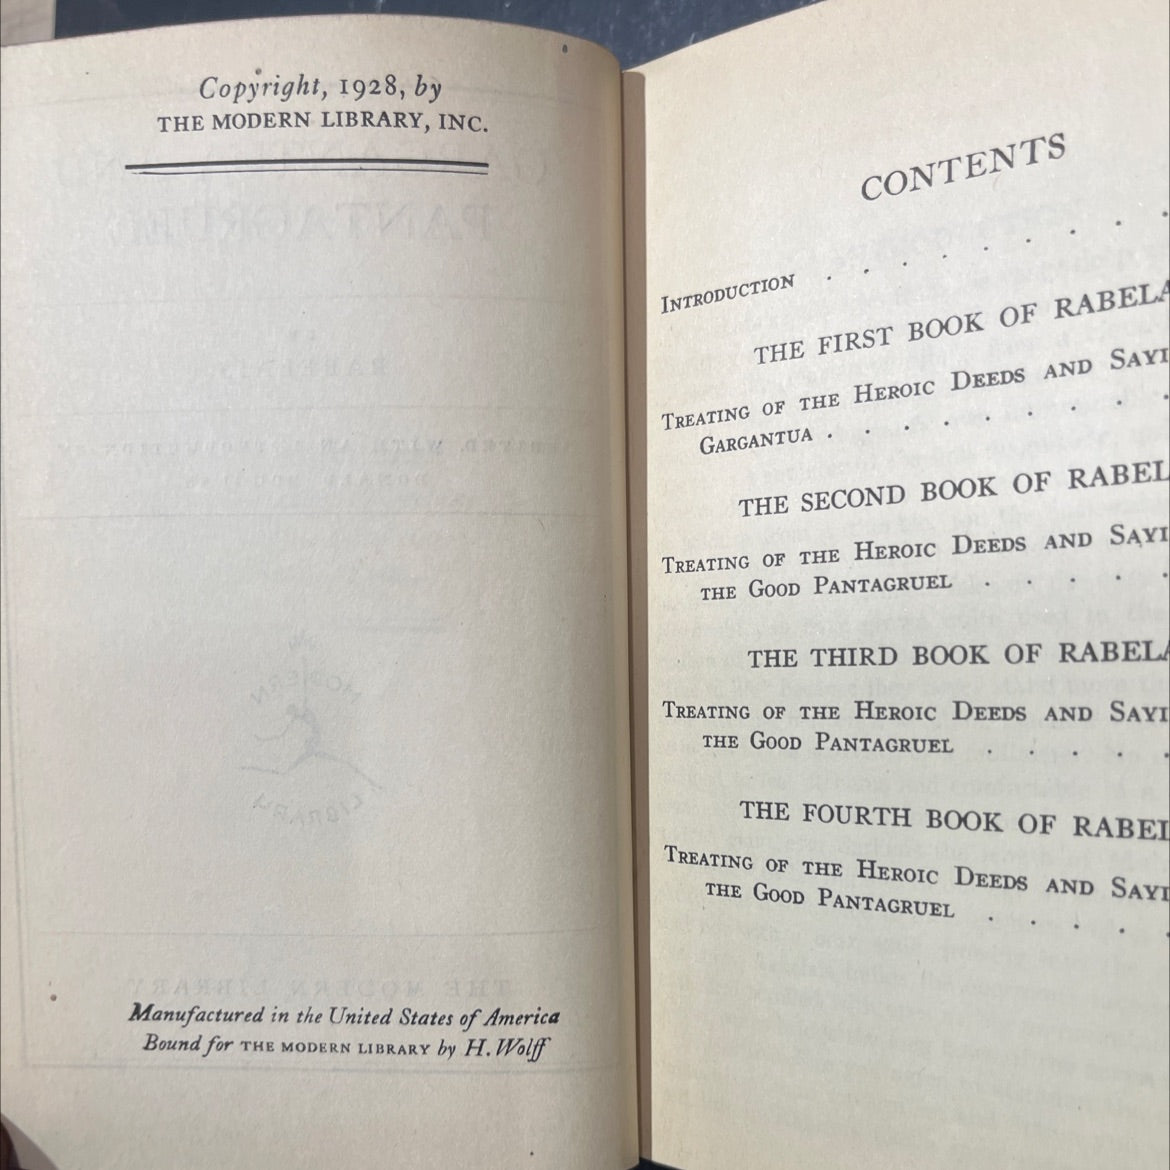 Copyright, 1928, by
THE MODERN LIBRARY, INC.
Manufactured in the United States of America
Bound for THE MODERN LIBRARY by H. Wolff
CONTENTS
INTRODUCTION . . . . . . . .
THE FIRST BOOK OF RABELA
TREATING OF THE HEROIC DEEDS AND SAYI
GARGANTUA . . . . . . . . .
THE SECOND BOOK OF RABEL
TREATING OF THE HEROIC DEEDS AND SAYI
THE GOOD PANTAGRUEL . . . . .
THE THIRD BOOK OF RABELA
TREATING OF THE HEROIC DEEDS AND SAYI
THE GOOD PANTAGRUEL . . . . .
THE FOURTH BOOK OF RABEL
TREATING OF THE HEROIC DEEDS AND SAYI
THE GOOD PANTAGRUEL . . . . .